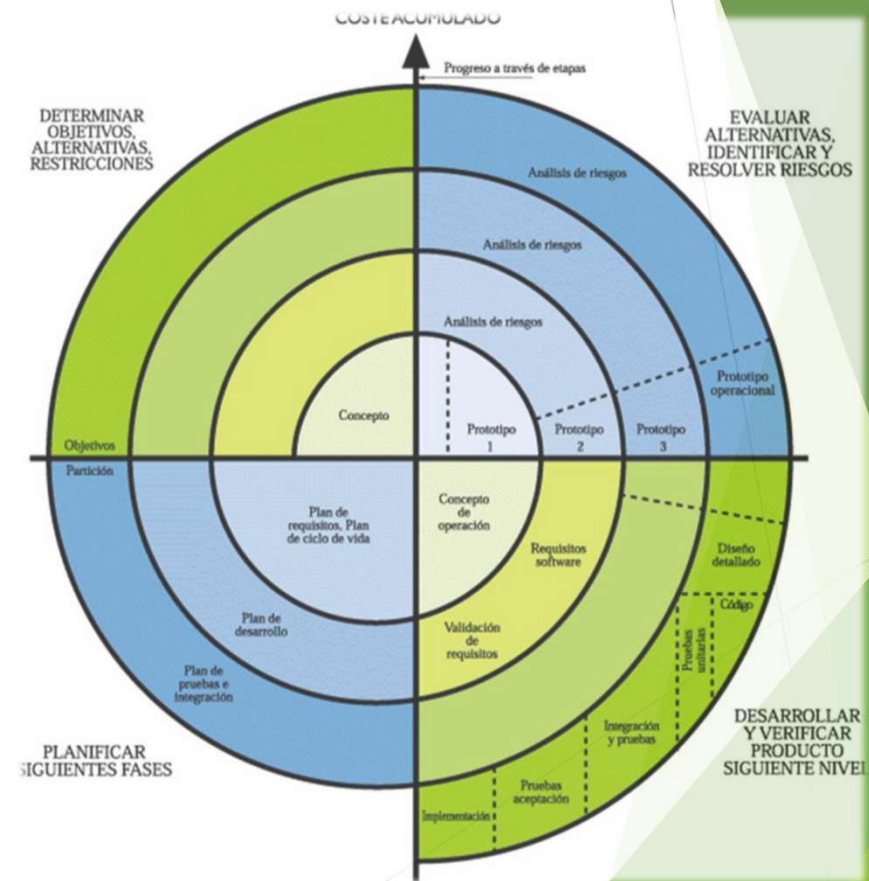 COSTE ACUMULADO
Progreso a través de etapas
DETERMINAR
OBJETIVOS,
ALTERNATIVAS,
RESTRICCIONES
EVALUAR
ALTERNATIVAS,
IDENTIFICAR Y
RESOLVER RIESGOS
Análisis de riesgos
Análisis de riesgos
Análisis de riesgos
Concepto
Prototipo
1
Prototipo
2
Prototipo
3
Prototipo
operacional
Objetivos
Partición
Plan de
requisitos, Plan
de ciclo de vida
Concepto
de
operación
Requisitos
software
Diseño
detallado
Código
Pruebas
unitarias
Plan de
desarrollo
Validación
de
requisitos
Plan de
pruebas e
integración
Integración
y pruebas
Pruebas
aceptación
Implementación
PLANIFICAR
SIGUIENTES FASES
DESARROLLAR
Y VERIFICAR
PRODUCTO
SIGUIENTE NIVEL